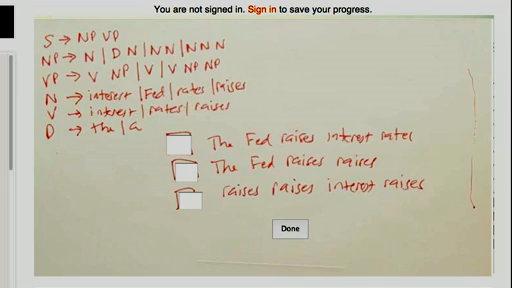 You are not signed in. Sign in to save your progress.
S → NP VP
NP → N | D N | N N | N N N
VP → V NP | V | V NP NP
N → interest | Fed | rates | raises
V → interest | rates | raises
D → the | a
The Fed raises interest rates
The Fed raises raises
raises raises interest raises
Done